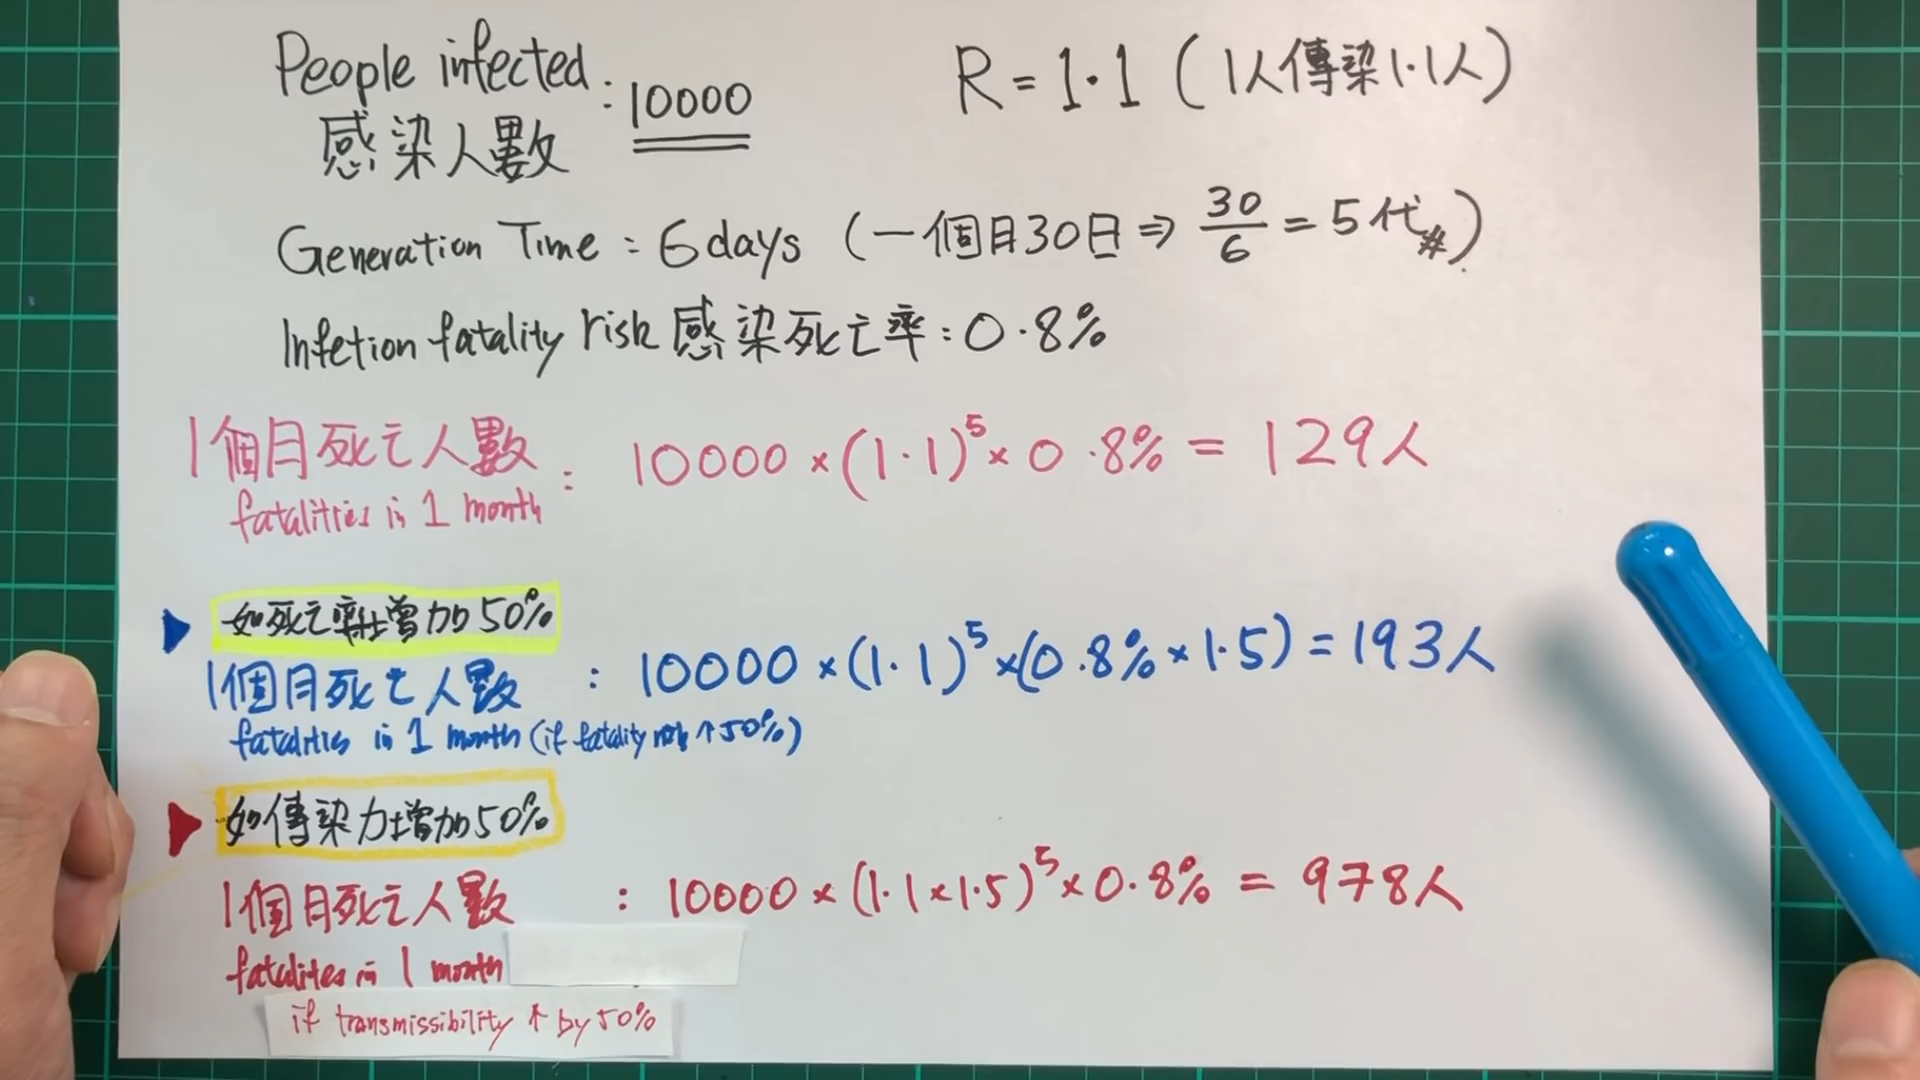 People infected : 10000
感染人數
R = 1.1 (1人傳染1.1人)
Generation Time : 6 days (一個月30日 ⇒ 30/6 = 5代#)
Infetion fatality risk 感染死亡率 : 0.8%
1個月死亡人數 : 10000 × (1.1)^5 × 0.8% = 129人
fatalities in 1 month
如死亡率增加50%
1個月死亡人數 : 10000 × (1.1)^5 × (0.8% × 1.5) = 193人
fatalities in 1 month (if fatality risk ↑ 50%)
如傳染力增加50%
1個月死亡人數 : 10000 × (1.1 × 1.5)^5 × 0.8% = 978人
fatalites in 1 month
if transmissibility ↑ by 50%